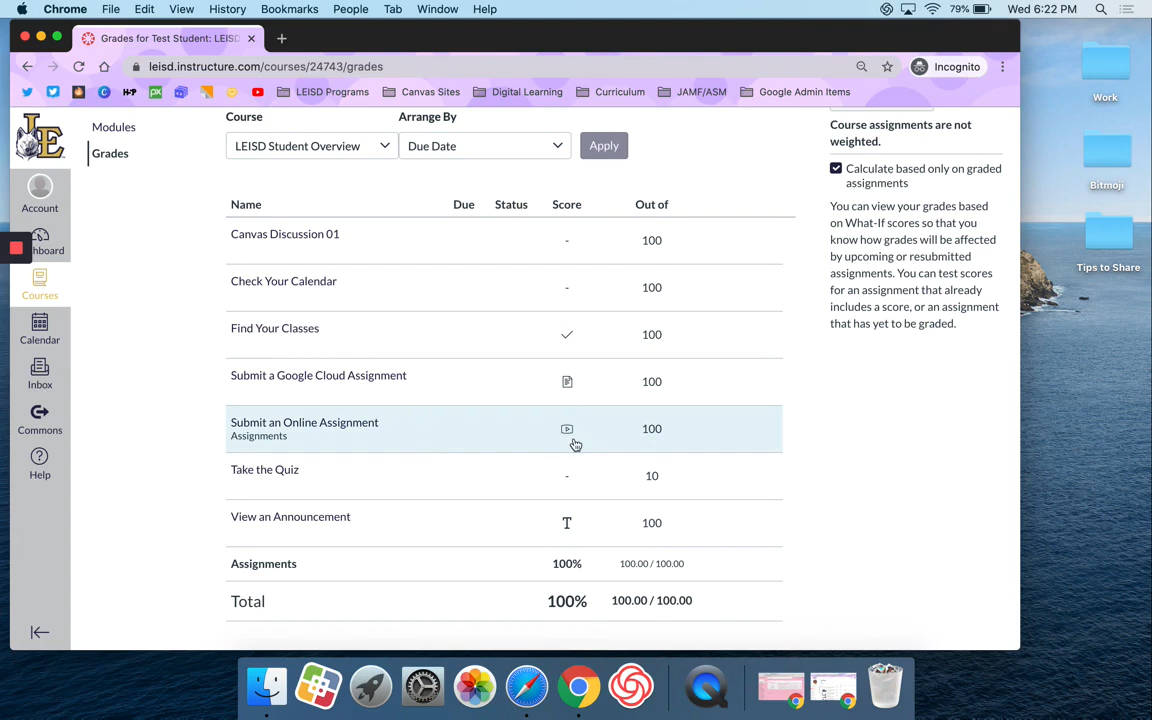 Chrome File Edit View History Bookmarks People Tab Window Help 79% Wed 6:22 PM
Grades for Test Student: LEISD
leisd.instructure.com/courses/24743/grades Incognito
LEISD Programs Canvas Sites Digital Learning Curriculum JAMF/ASM Google Admin Items
Work
Bitmoji
Tips to Share
LE
Account
hboard
Courses
Calendar
Inbox
Commons
Help
Modules
Grades
Course Arrange By
LEISD Student Overview Due Date Apply
Name Due Status Score Out of
Canvas Discussion 01 - 100
Check Your Calendar - 100
Find Your Classes 100
Submit a Google Cloud Assignment 100
Submit an Online Assignment 100
Assignments
Take the Quiz - 10
View an Announcement T 100
Assignments 100% 100.00 / 100.00
Total 100% 100.00 / 100.00
Course assignments are not
weighted.
Calculate based only on graded
assignments
You can view your grades based
on What-If scores so that you
know how grades will be affected
by upcoming or resubmitted
assignments. You can test scores
for an assignment that already
includes a score, or an assignment
that has yet to be graded.